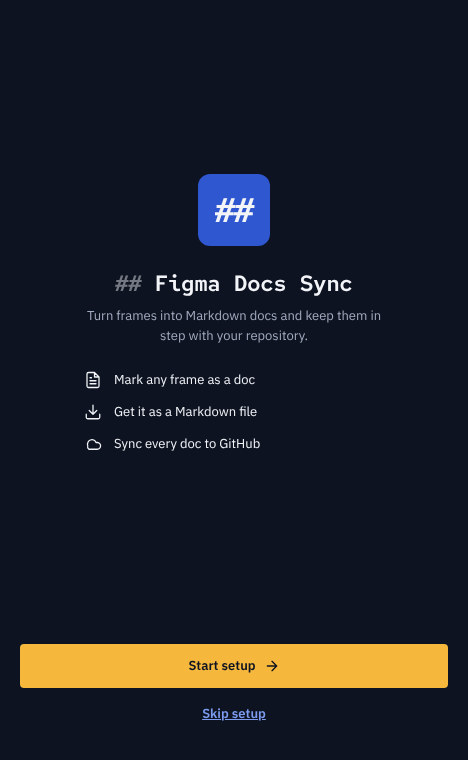 ##
## Figma Docs Sync
Turn frames into Markdown docs and keep them in
step with your repository.
Mark any frame as a doc
Get it as a Markdown file
Sync every doc to GitHub
Start setup →
Skip setup